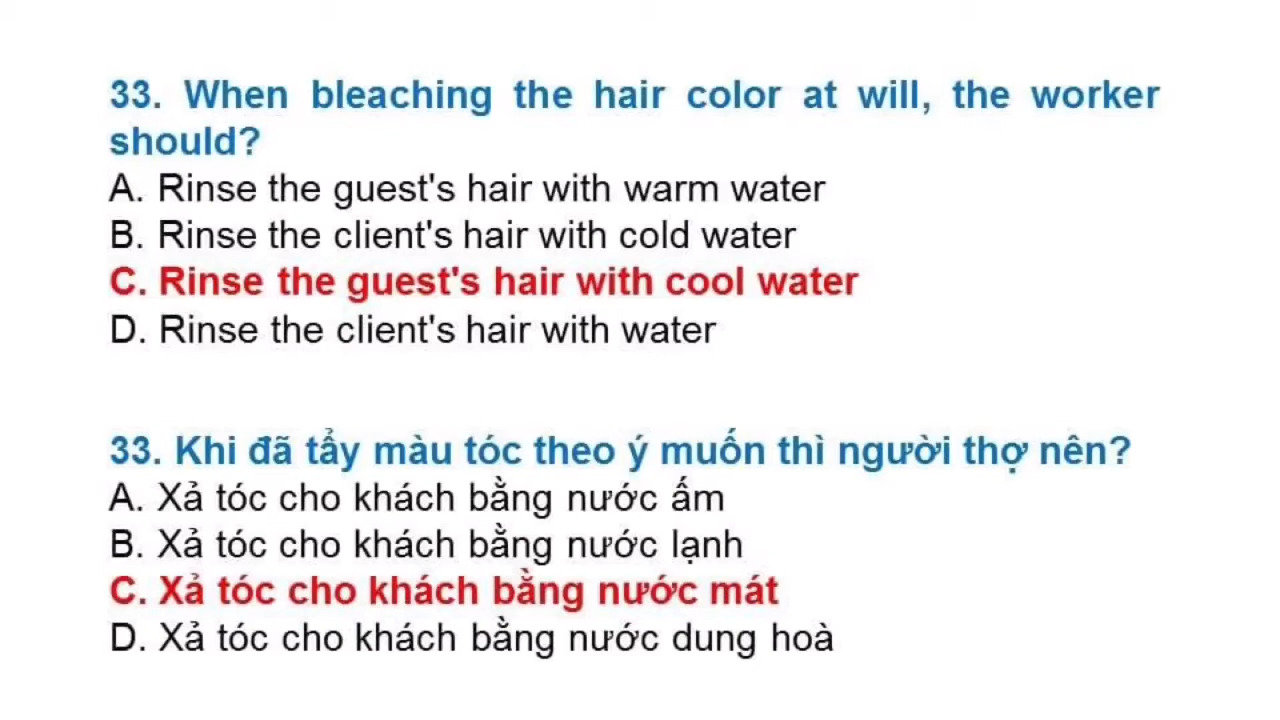 33. When bleaching the hair color at will, the worker
should?
A. Rinse the guest's hair with warm water
B. Rinse the client's hair with cold water
C. Rinse the guest's hair with cool water
D. Rinse the client's hair with water
33. Khi đã tẩy màu tóc theo ý muốn thì người thợ nên?
A. Xả tóc cho khách bằng nước ấm
B. Xả tóc cho khách bằng nước lạnh
C. Xả tóc cho khách bằng nước mát
D. Xả tóc cho khách bằng nước dung hoà